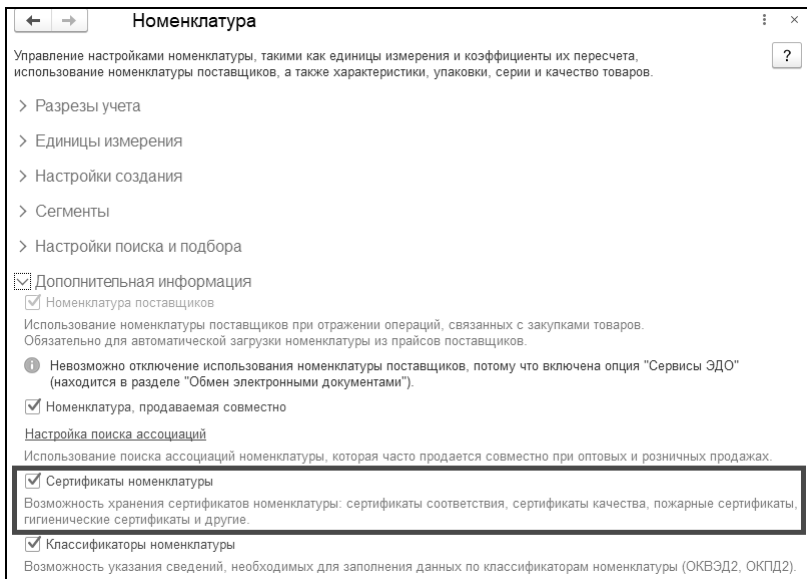 Номенклатура
Управление настройками номенклатуры, такими как единицы измерения и коэффициенты их пересчета,
использование номенклатуры поставщиков, а также характеристики, упаковки, серии и качество товаров.
?
Разрезы учета
Единицы измерения
Настройки создания
Сегменты
Настройки поиска и подбора
Дополнительная информация
Номенклатура поставщиков
Использование номенклатуры поставщиков при отражении операций, связанных с закупками товаров.
Обязательно для автоматической загрузки номенклатуры из прайсов поставщиков.
Невозможно отключение использования номенклатуры поставщиков, потому что включена опция "Сервисы ЭДО"
(находится в разделе "Обмен электронными документами").
Номенклатура, продаваемая совместно
Настройка поиска ассоциаций
Использование поиска ассоциаций номенклатуры, которая часто продается совместно при оптовых и розничных продажах.
Сертификаты номенклатуры
Возможность хранения сертификатов номенклатуры: сертификаты соответствия, сертификаты качества, пожарные сертификаты,
гигиенические сертификаты и другие.
Классификаторы номенклатуры
Возможность указания сведений, необходимых для заполнения данных по классификаторам номенклатуры (ОКВЭД2, ОКПД2).